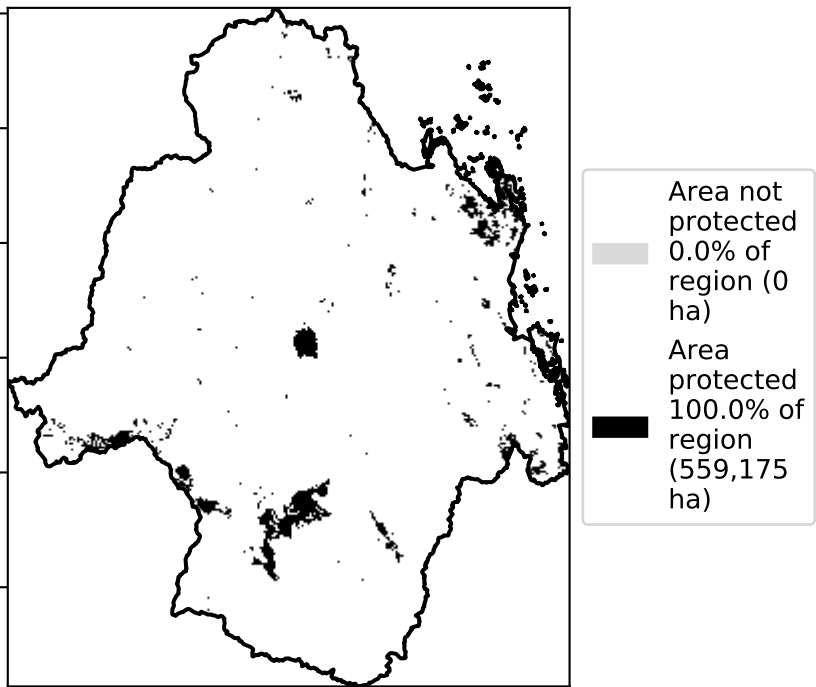 Area not
protected
0.0% of
region (0
ha)
Area
protected
100.0% of
region
(559,175
ha)